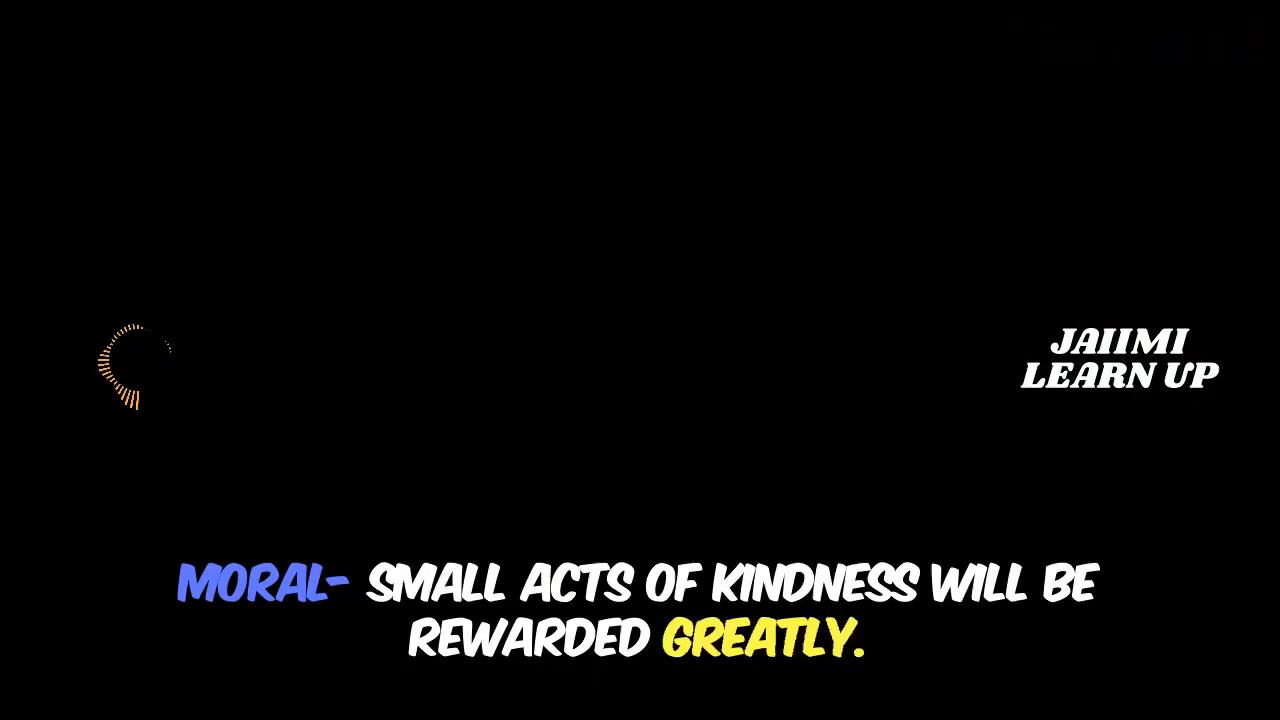 JAIIMI
LEARN UP
MORAL- SMALL ACTS OF KINDNESS WILL BE
REWARDED GREATLY.